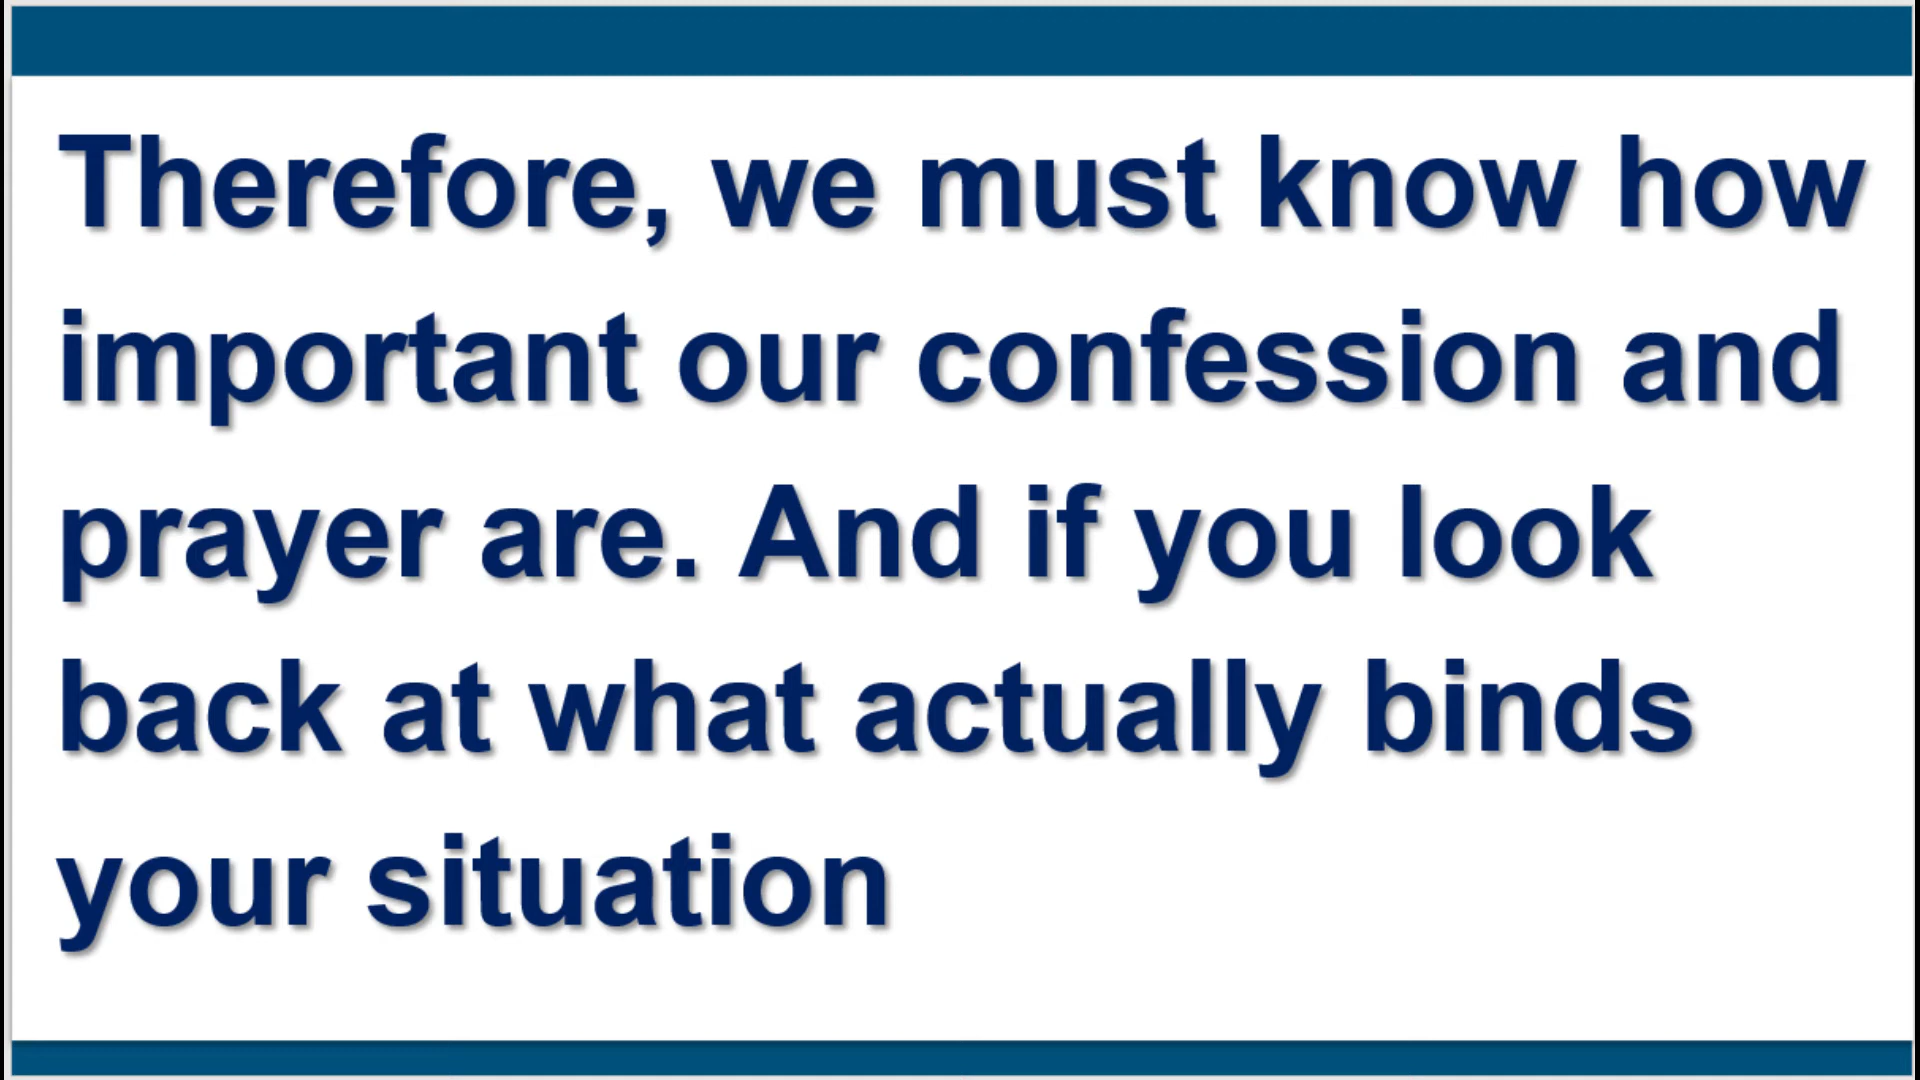 Therefore, we must know how
important our confession and
prayer are. And if you look
back at what actually binds
your situation